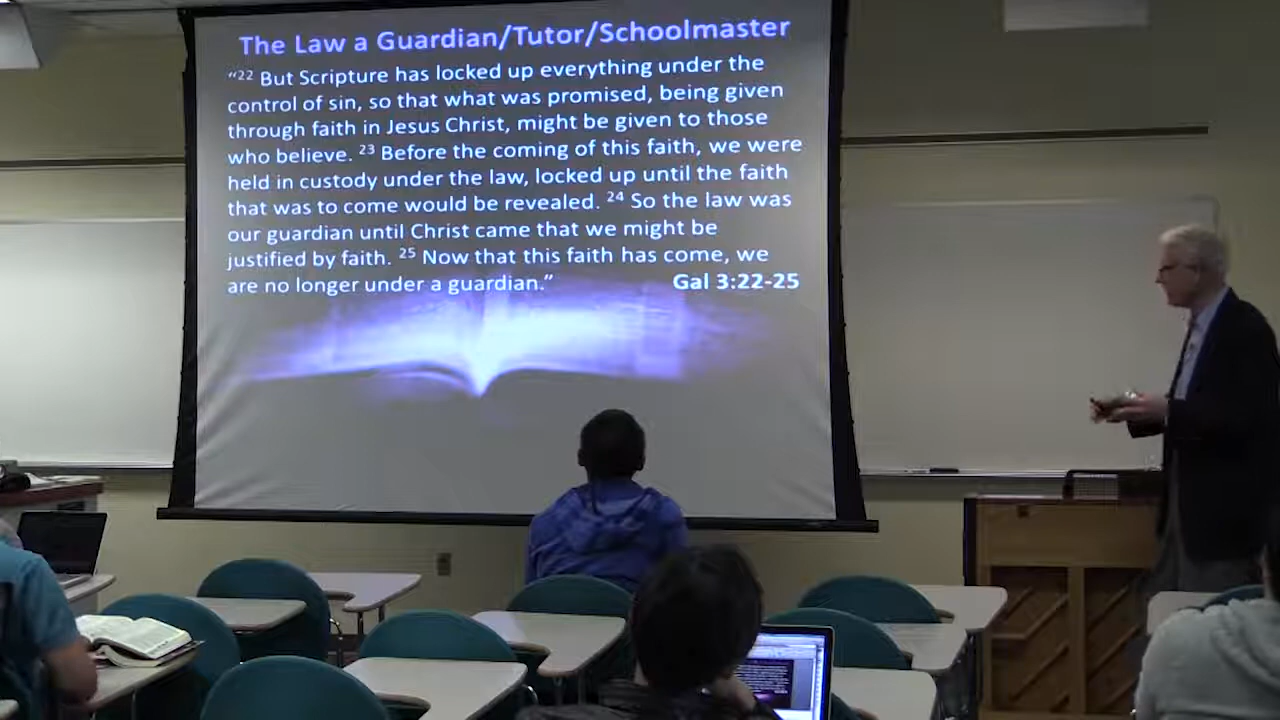 The Law a Guardian/Tutor/Schoolmaster
“22 But Scripture has locked up everything under the
control of sin, so that what was promised, being given
through faith in Jesus Christ, might be given to those
who believe. 23 Before the coming of this faith, we were
held in custody under the law, locked up until the faith
that was to come would be revealed. 24 So the law was
our guardian until Christ came that we might be
justified by faith. 25 Now that this faith has come, we
are no longer under a guardian.” Gal 3:22-25